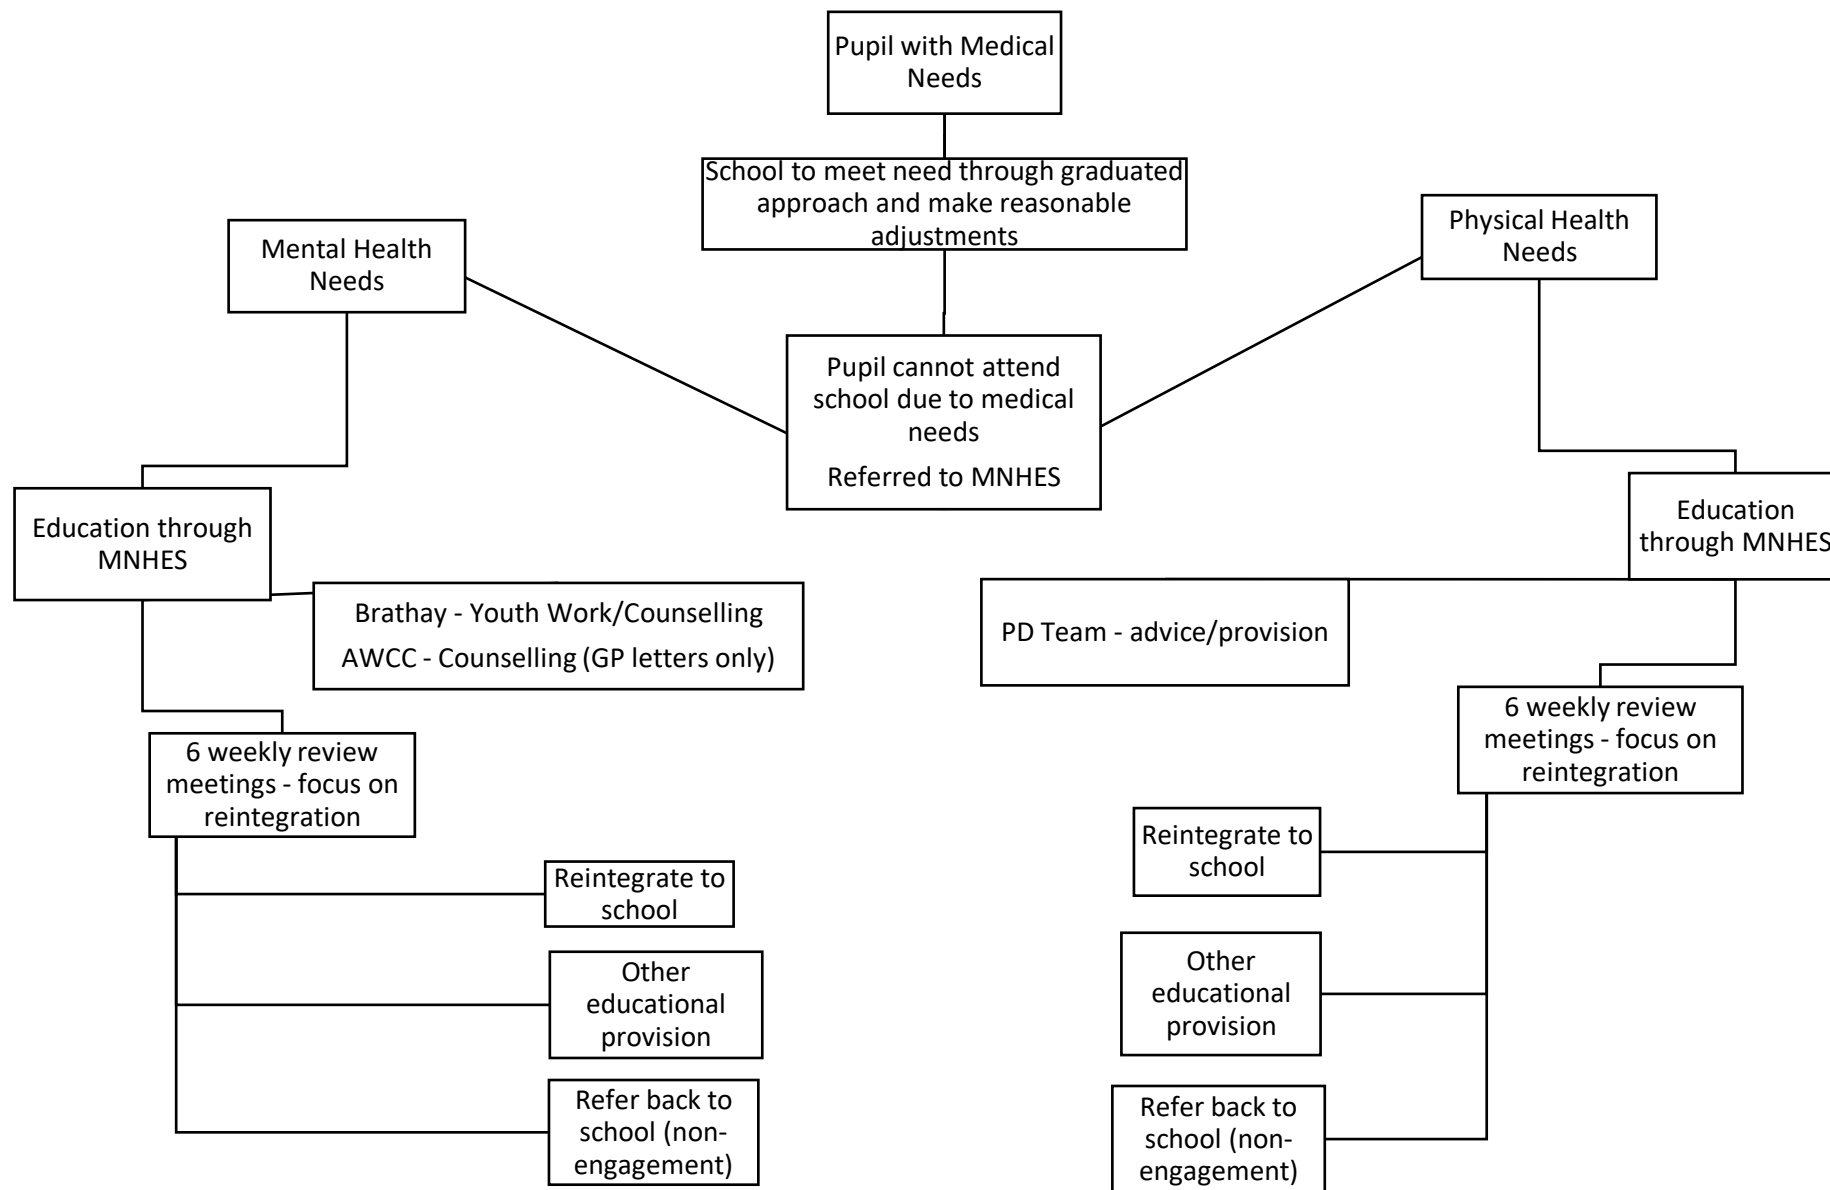 Pupil with Medical
Needs
School to meet need through graduated
approach and make reasonable
adjustments
Mental Health
Needs
Physical Health
Needs
Pupil cannot attend
school due to medical
needs
Referred to MNHES
Education through
MNHES
Education
through MNHES
Brathay - Youth Work/Counselling
AWCC - Counselling (GP letters only)
PD Team - advice/provision
6 weekly review
meetings - focus on
reintegration
6 weekly review
meetings - focus on
reintegration
Reintegrate to
school
Other
educational
provision
Refer back to
school (non-
engagement)
Reintegrate to
school
Other
educational
provision
Refer back to
school (non-
engagement)